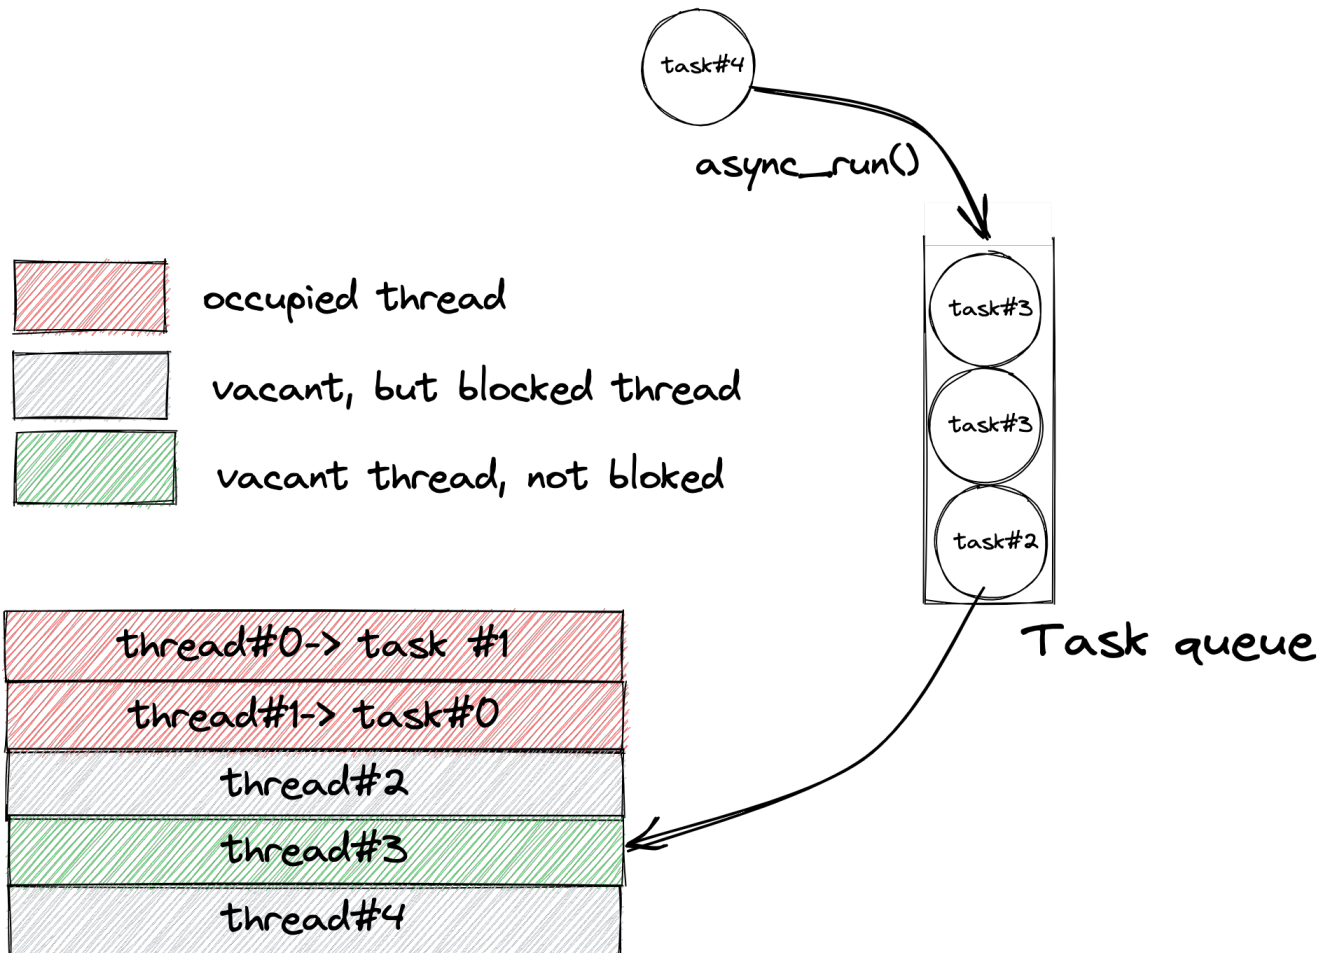 task#4
async_run()
task#3
task#3
task#2
Task queue
occupied thread
vacant, but blocked thread
vacant thread, not bloked
thread#0-> task #1
thread#1-> task#0
thread#2
thread#3
thread#4